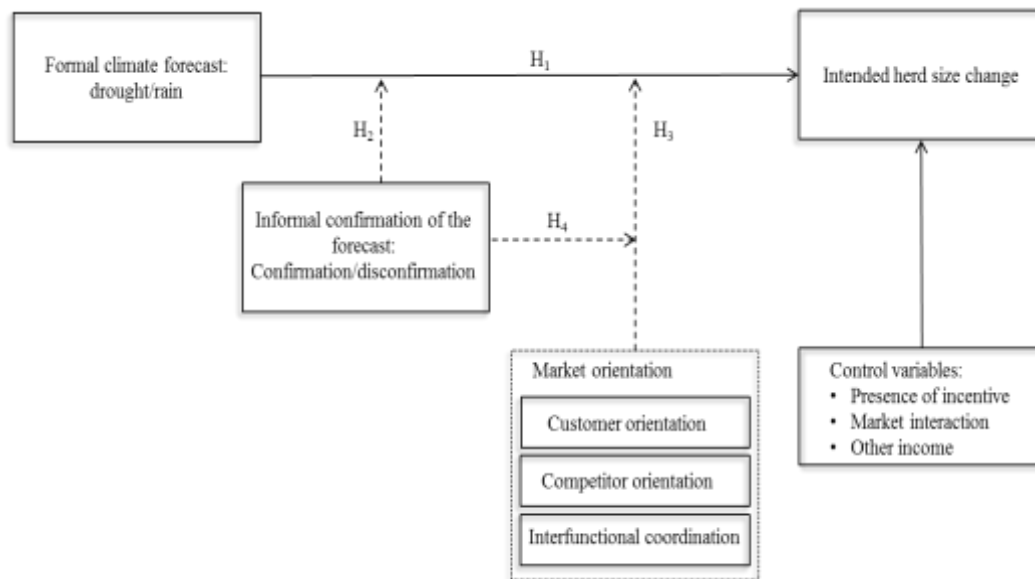 Formal climate forecast:
drought/rain
H₁
Intended herd size change
H₂
H₃
Informal confirmation of the
forecast:
Confirmation/disconfirmation
H₄
Market orientation
Customer orientation
Competitor orientation
Interfunctional coordination
Control variables:
• Presence of incentive
• Market interaction
• Other income